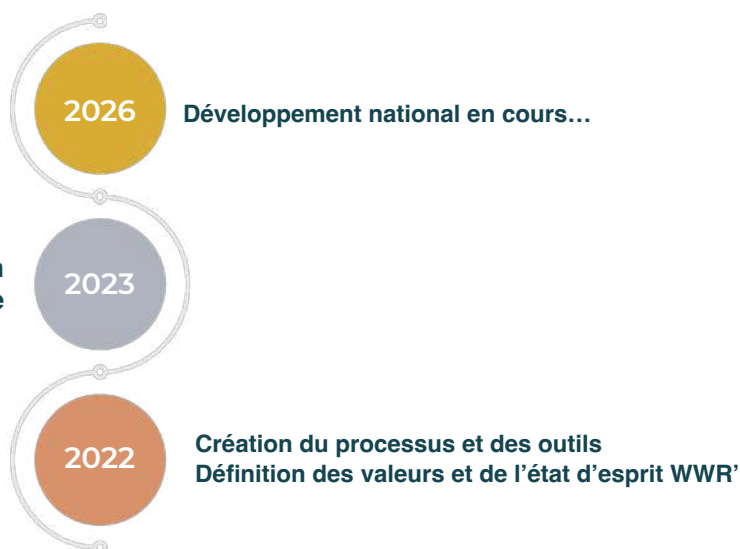 2026
Développement national en cours…
2023
2022
Création du processus et des outils
Définition des valeurs et de l’état d’esprit WWR’